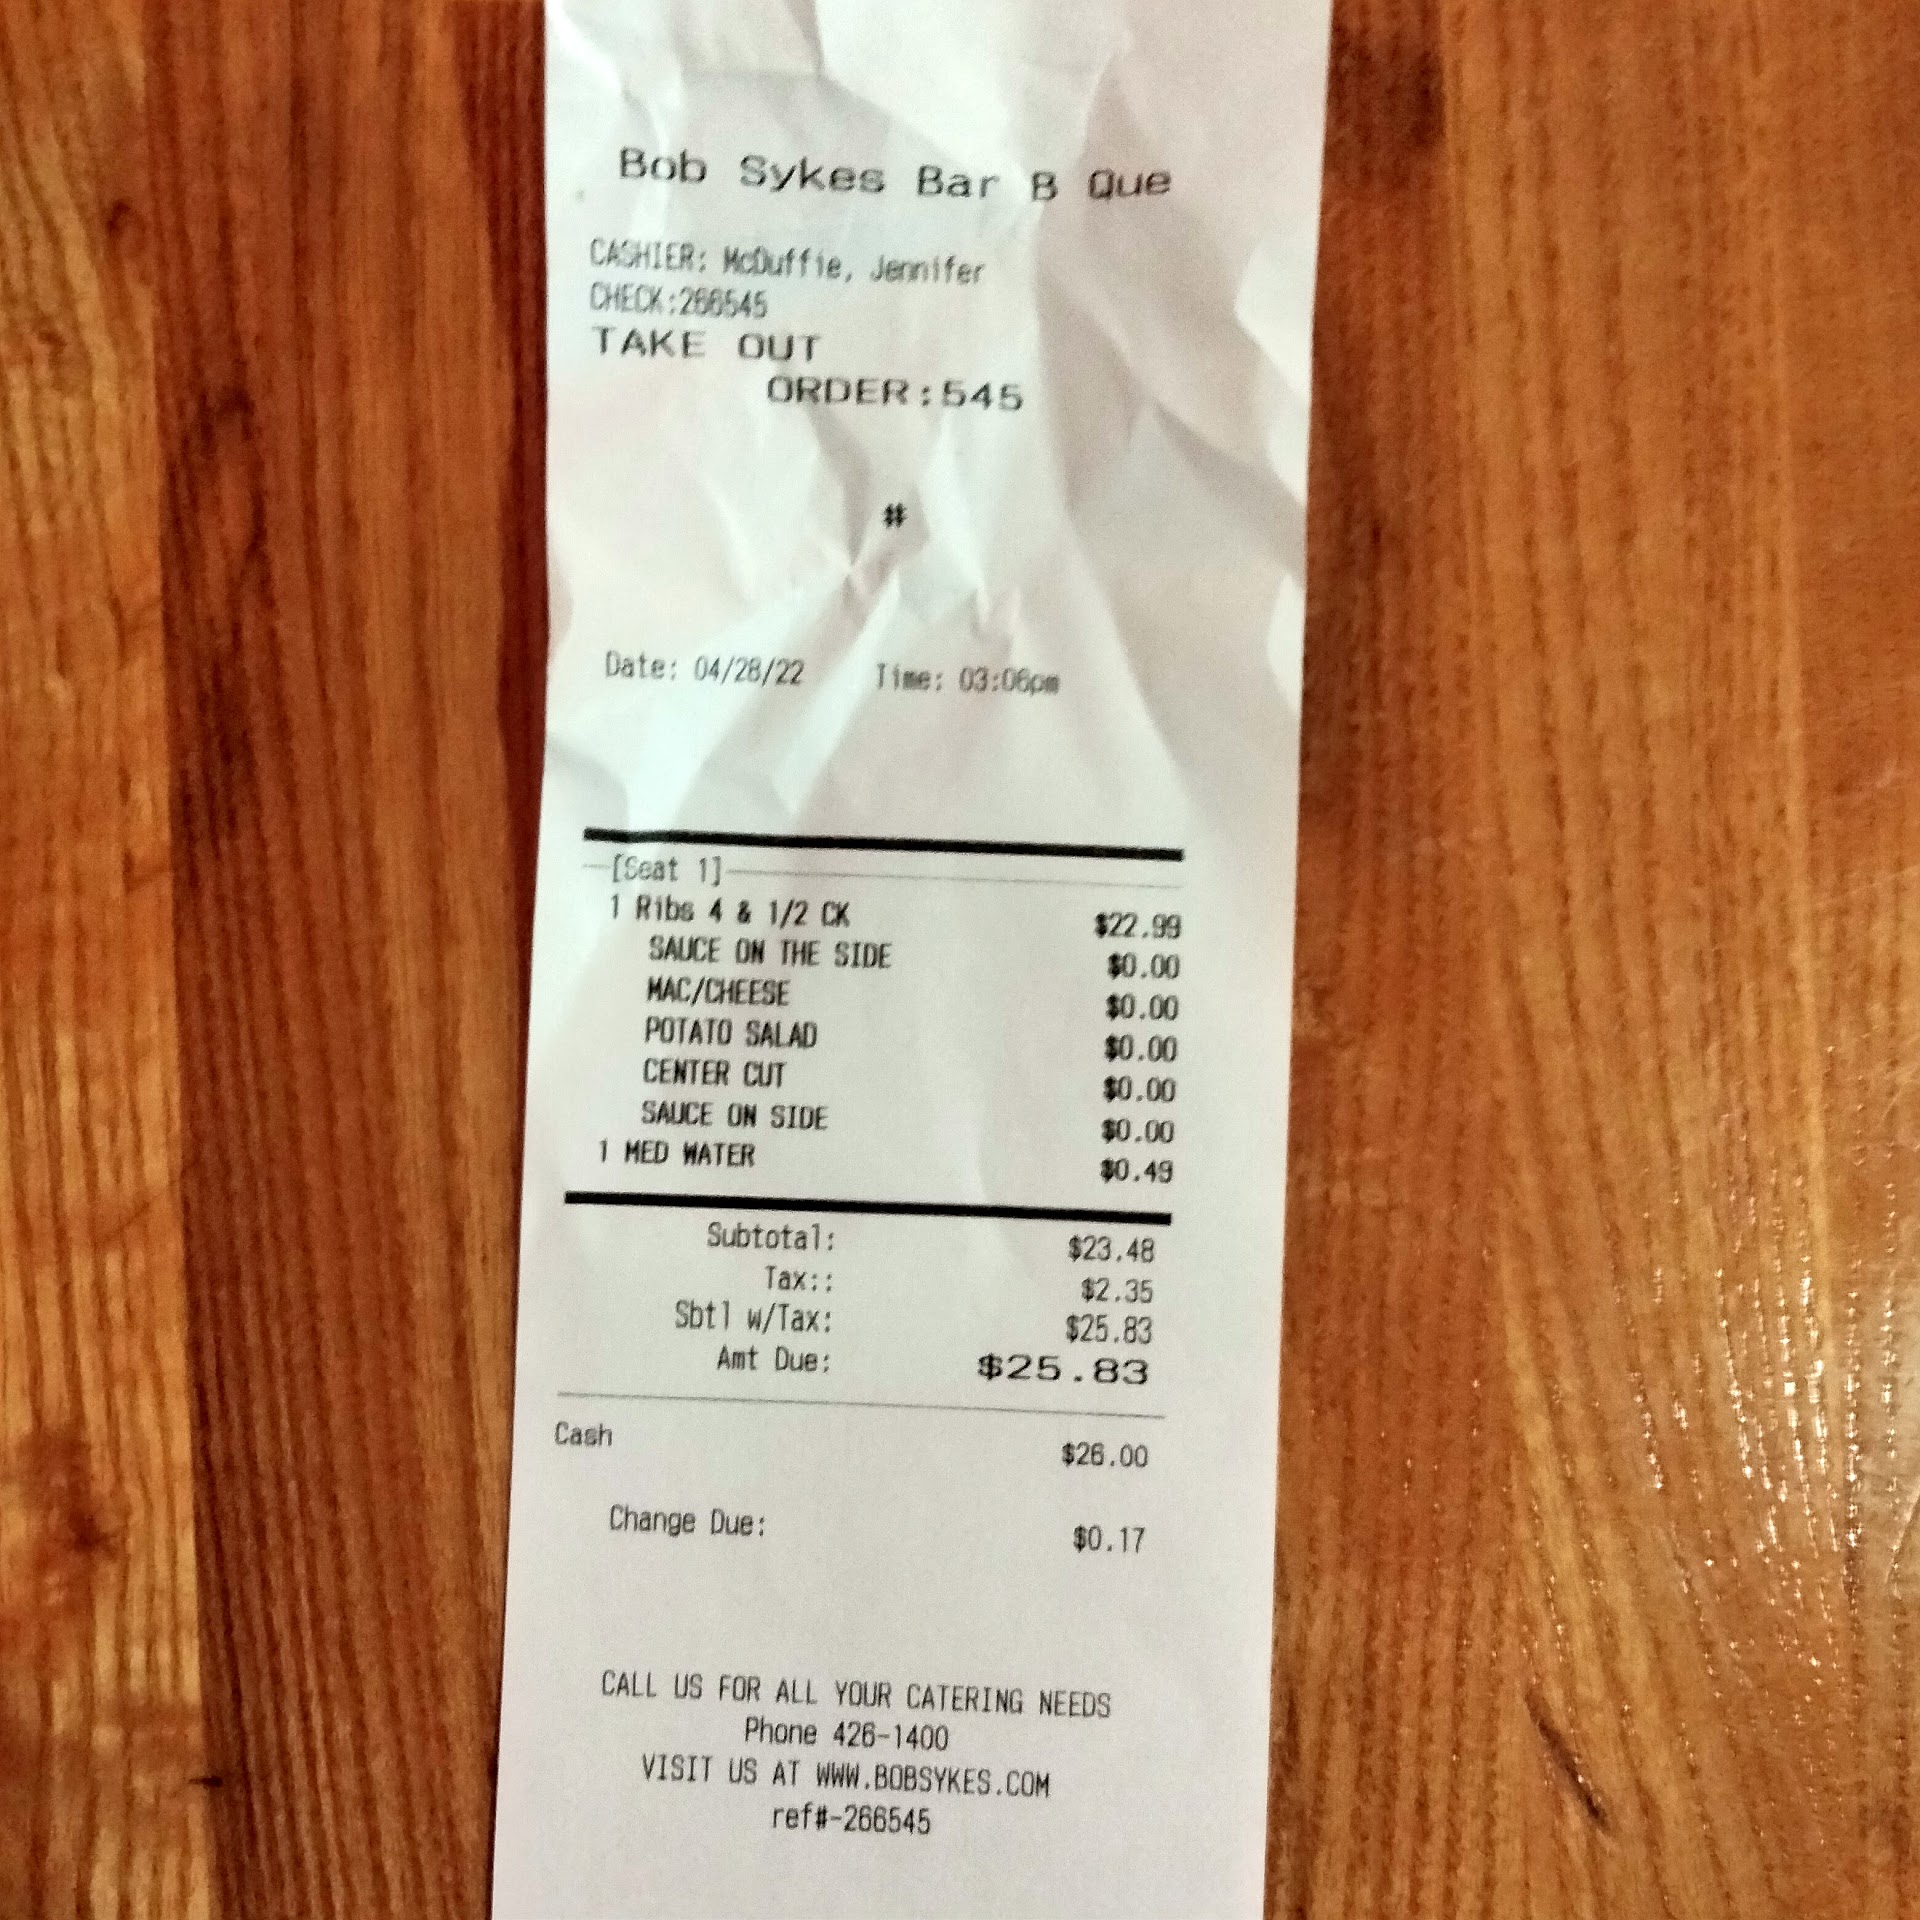 Bob Sykes Bar B Que
CASHIER: McDuffie, Jennifer
CHECK:266545
TAKE OUT
ORDER:545
#
Date: 04/28/22 Time: 03:06pm
[Seat 1]
1 Ribs 4 & 1/2 CK $22.99
SAUCE ON THE SIDE $0.00
MAC/CHEESE $0.00
POTATO SALAD $0.00
CENTER CUT $0.00
SAUCE ON SIDE $0.00
1 MED WATER $0.49
Subtotal: $23.48
Tax:: $2.35
Sbtl w/Tax: $25.83
Amt Due: $25.83
Cash $26.00
Change Due: $0.17
CALL US FOR ALL YOUR CATERING NEEDS
Phone 426-1400
VISIT US AT WWW.BOBSYKES.COM
ref#-266545